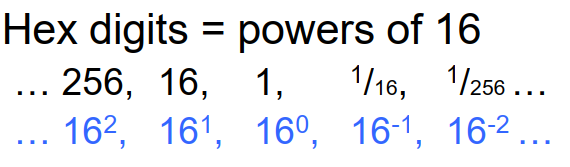 Hex digits = powers of 16
... 256, 16, 1, ¹/₁₆, ¹/₂₅₆ ...
... 16², 16¹, 16⁰, 16⁻¹, 16⁻² ...